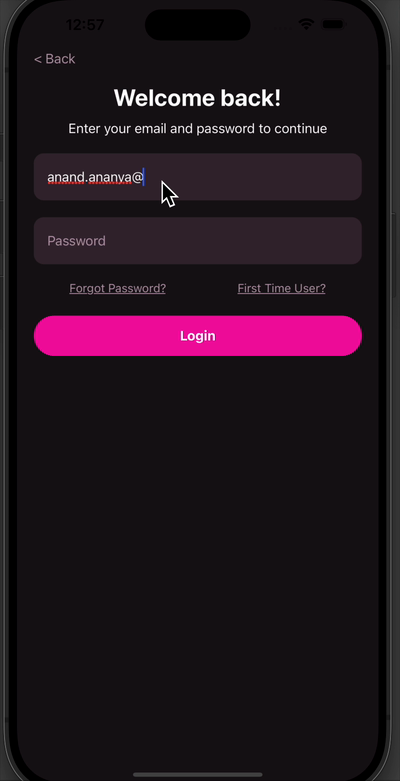 12:57
< Back
Welcome back!
Enter your email and password to continue
anand.ananya@
Password
Forgot Password? First Time User?
Login